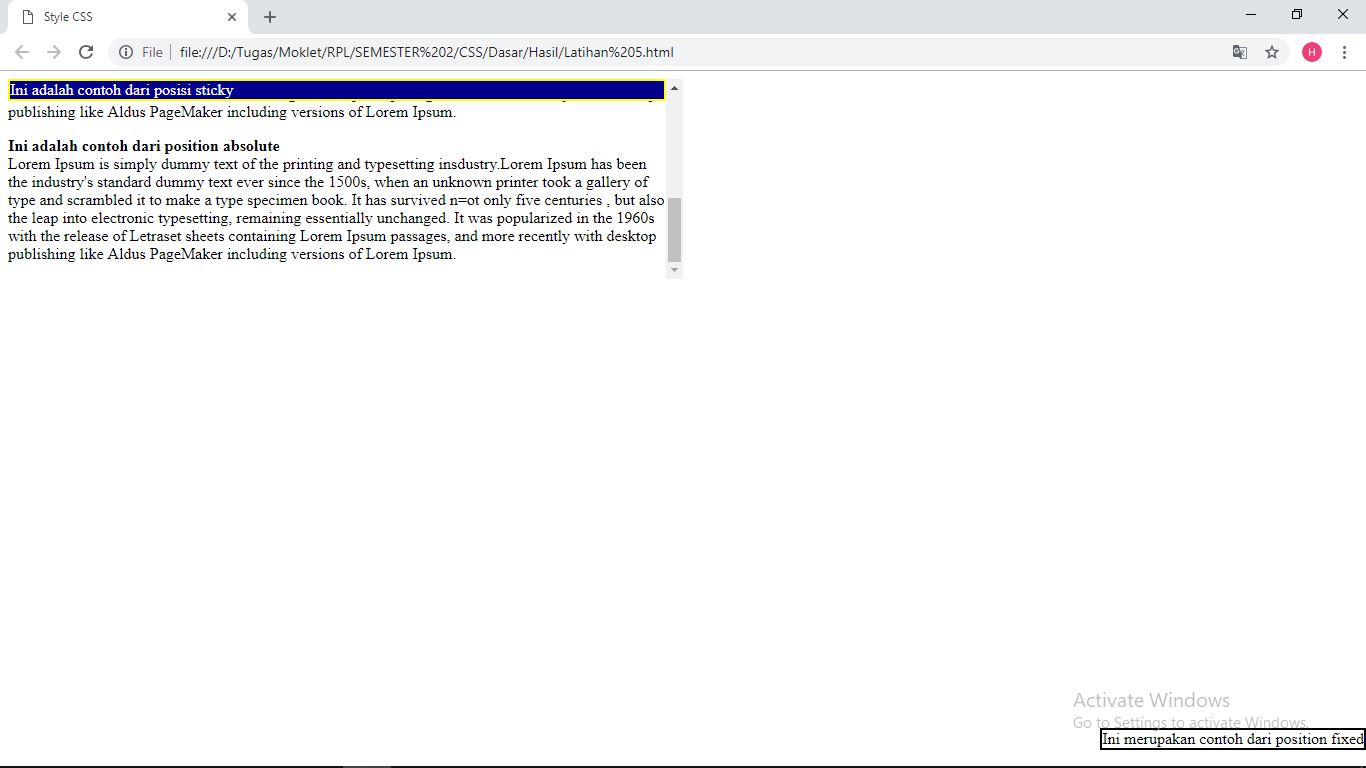 Style CSS
File
file:///D:/Tugas/Moklet/RPL/SEMESTER%202/CSS/Dasar/Hasil/Latihan%205.html
H
Ini adalah contoh dari posisi sticky
publishing like Aldus PageMaker including versions of Lorem Ipsum.
Ini adalah contoh dari position absolute
Lorem Ipsum is simply dummy text of the printing and typesetting insdustry.Lorem Ipsum has been
the industry's standard dummy text ever since the 1500s, when an unknown printer took a gallery of
type and scrambled it to make a type specimen book. It has survived n=ot only five centuries , but also
the leap into electronic typesetting, remaining essentially unchanged. It was popularized in the 1960s
with the release of Letraset sheets containing Lorem Ipsum passages, and more recently with desktop
publishing like Aldus PageMaker including versions of Lorem Ipsum.
Activate Windows
Go to Settings to activate Windows.
Ini merupakan contoh dari position fixed